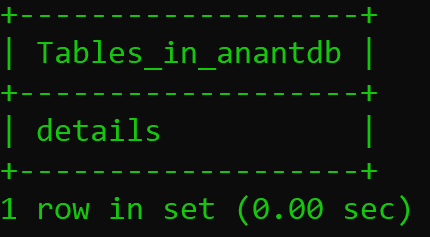 +-------------------+
| Tables_in_anantdb |
+-------------------+
| details           |
+-------------------+
1 row in set (0.00 sec)